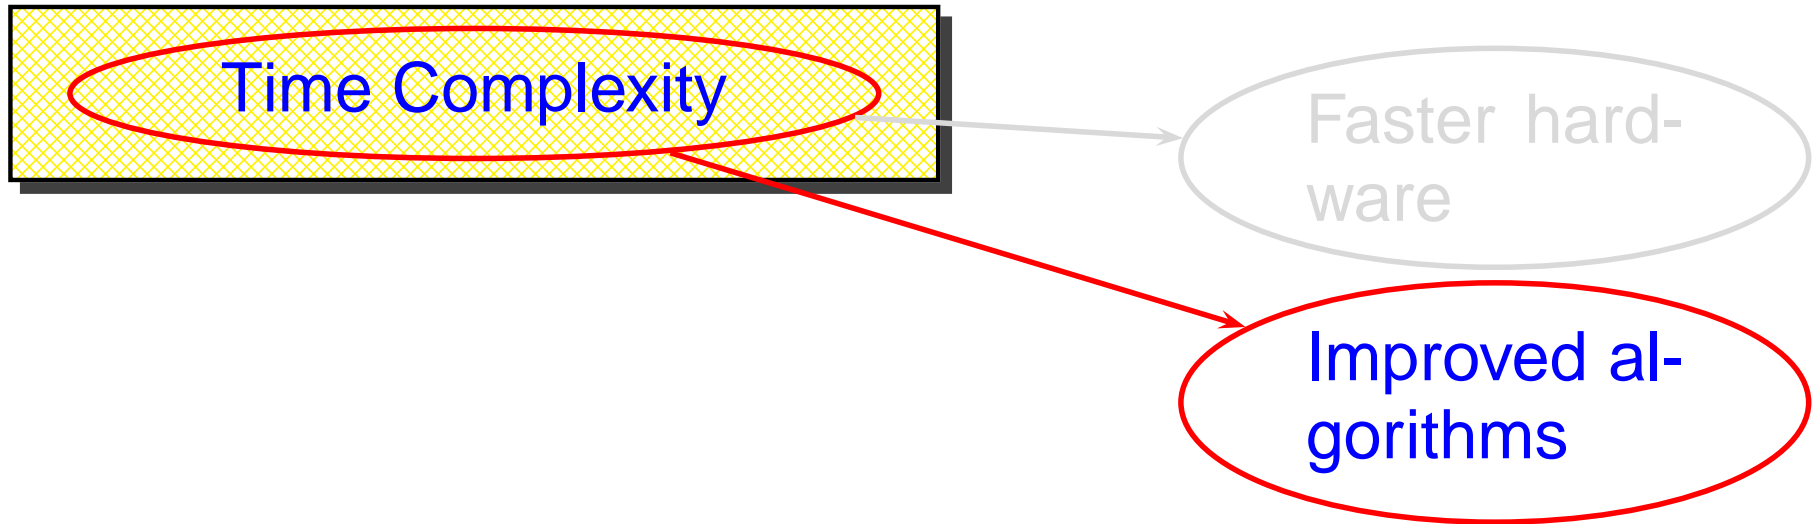 Time Complexity
Faster hard-
ware
Improved al-
gorithms